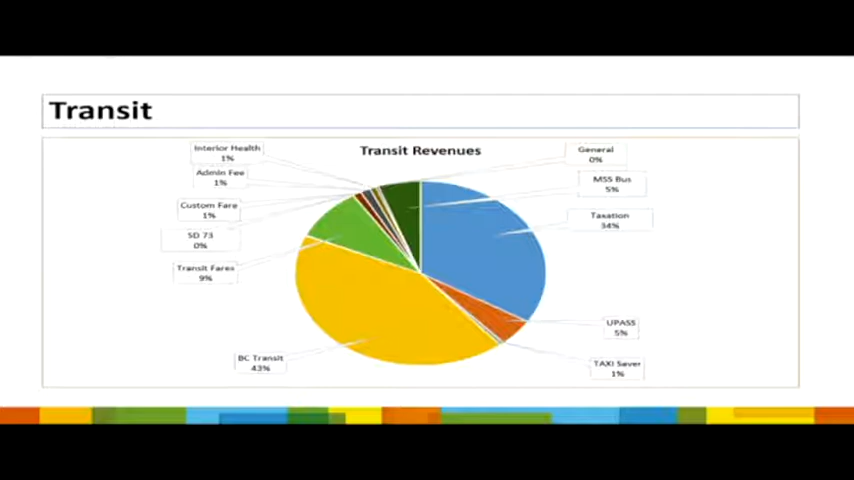 Transit
Transit Revenues
Interior Health
1%
Admin Fee
1%
Custom Fare
1%
SD 73
0%
Transit Fares
9%
BC Transit
43%
General
0%
MSS Bus
5%
Taxation
34%
UPASS
5%
TAXI Saver
1%